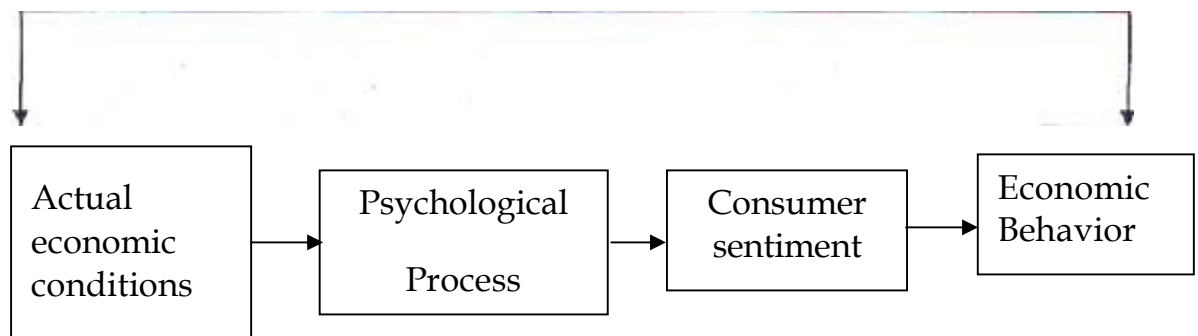 Actual
economic
conditions
Psychological
Process
Consumer
sentiment
Economic
Behavior